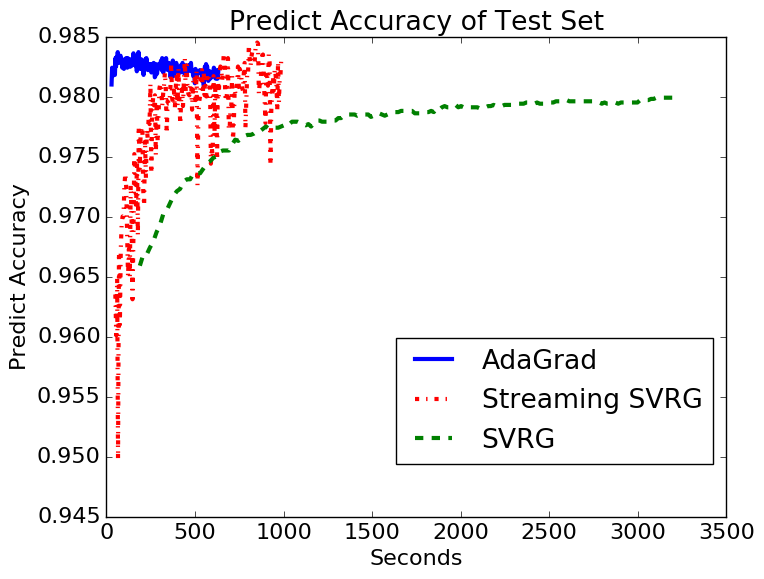 Predict Accuracy of Test Set
0.985
0.980
0.975
0.970
0.965
0.960
0.955
0.950
0.945
Predict Accuracy
AdaGrad
Streaming SVRG
SVRG
0 500 1000 1500 2000 2500 3000 3500
Seconds